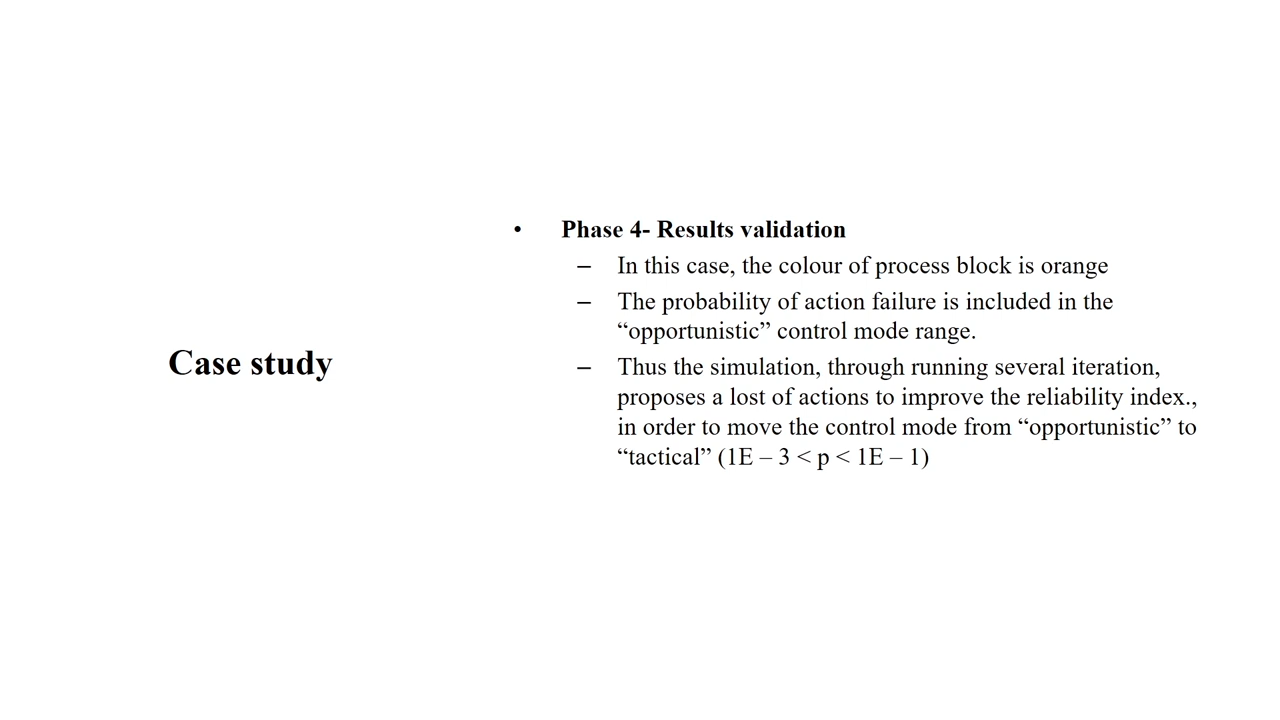 Case study
• Phase 4- Results validation
– In this case, the colour of process block is orange
– The probability of action failure is included in the
“opportunistic” control mode range.
– Thus the simulation, through running several iteration,
proposes a lost of actions to improve the reliability index.,
in order to move the control mode from “opportunistic” to
“tactical” (1E – 3 < p < 1E – 1)